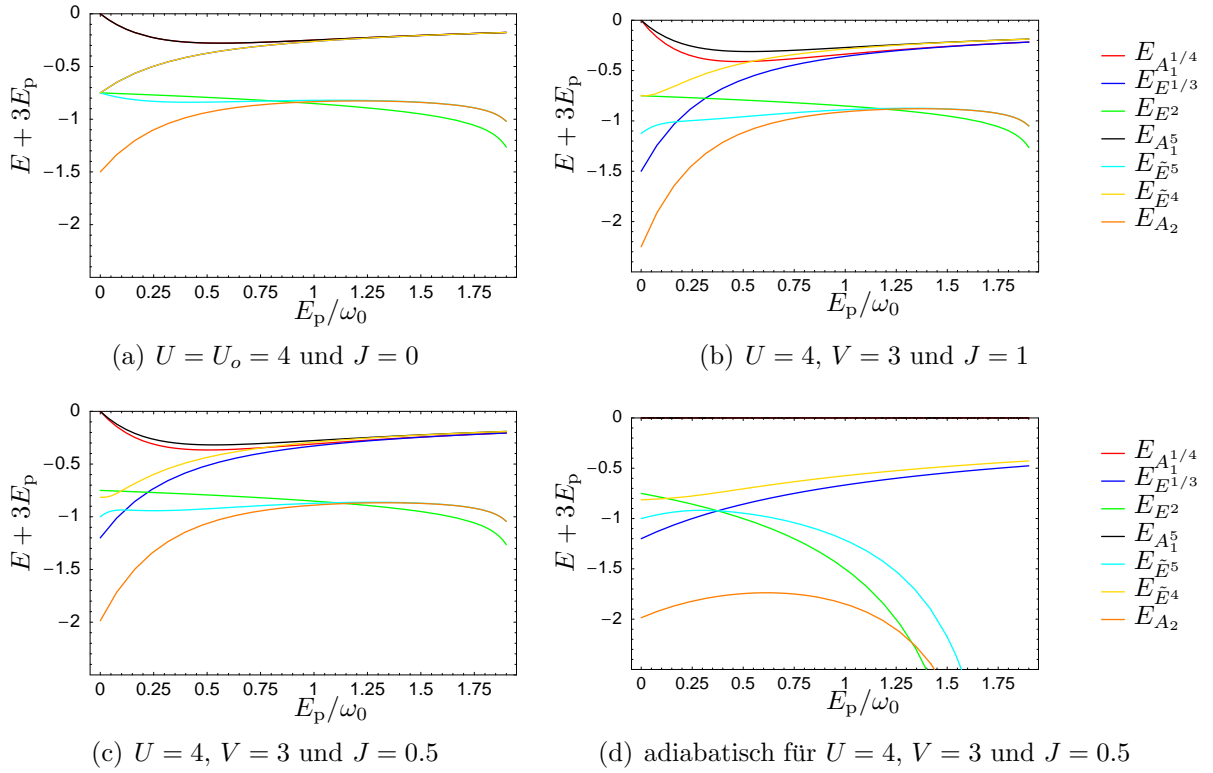 0
−0.5
−1
−1.5
−2
E + 3E_p
0 0.25 0.5 0.75 1 1.25 1.5 1.75
E_p/ω_0
(a) U = U_o = 4 und J = 0
0
−0.5
−1
−1.5
−2
E + 3E_p
0 0.25 0.5 0.75 1 1.25 1.5 1.75
E_p/ω_0
(b) U = 4, V = 3 und J = 1
E_{A_1^{1/4}}
E_{E^{1/3}}
E_{E^2}
E_{A_1^5}
E_{\tilde{E}^5}
E_{\tilde{E}^4}
E_{A_2}
0
−0.5
−1
−1.5
−2
E + 3E_p
0 0.25 0.5 0.75 1 1.25 1.5 1.75
E_p/ω_0
(c) U = 4, V = 3 und J = 0.5
0
−0.5
−1
−1.5
−2
E + 3E_p
0 0.25 0.5 0.75 1 1.25 1.5 1.75
E_p/ω_0
(d) adiabatisch für U = 4, V = 3 und J = 0.5
E_{A_1^{1/4}}
E_{E^{1/3}}
E_{E^2}
E_{A_1^5}
E_{\tilde{E}^5}
E_{\tilde{E}^4}
E_{A_2}